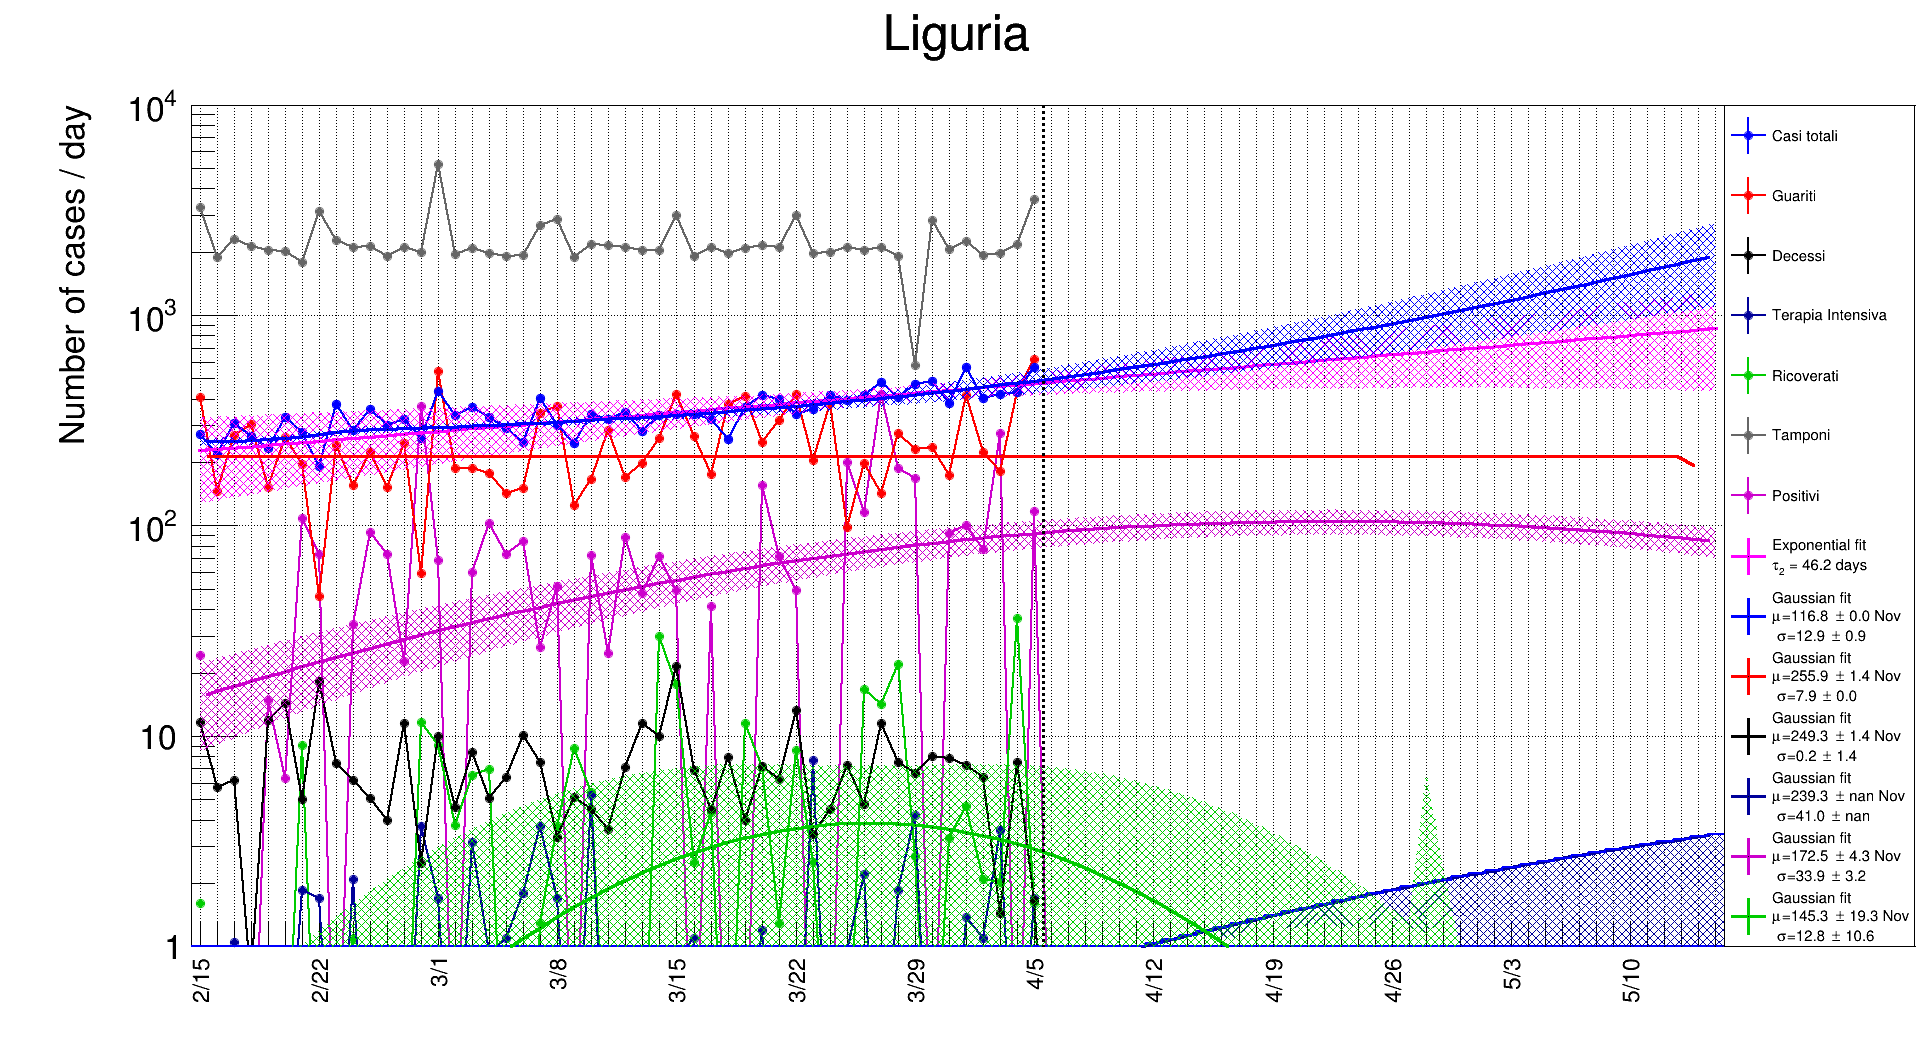 Liguria
Number of cases / day
10^4
10^3
10^2
10
1
2/15
2/22
3/1
3/8
3/15
3/22
3/29
4/5
4/12
4/19
4/26
5/3
5/10
Casi totali
Guariti
Decessi
Terapia Intensiva
Ricoverati
Tamponi
Positivi
Exponential fit
τ₂ = 46.2 days
Gaussian fit
μ=116.8 ± 0.0 Nov
σ=12.9 ± 0.9
Gaussian fit
μ=255.9 ± 1.4 Nov
σ=7.9 ± 0.0
Gaussian fit
μ=249.3 ± 1.4 Nov
σ=0.2 ± 1.4
Gaussian fit
μ=239.3 ± nan Nov
σ=41.0 ± nan
Gaussian fit
μ=172.5 ± 4.3 Nov
σ=33.9 ± 3.2
Gaussian fit
μ=145.3 ± 19.3 Nov
σ=12.8 ± 10.6